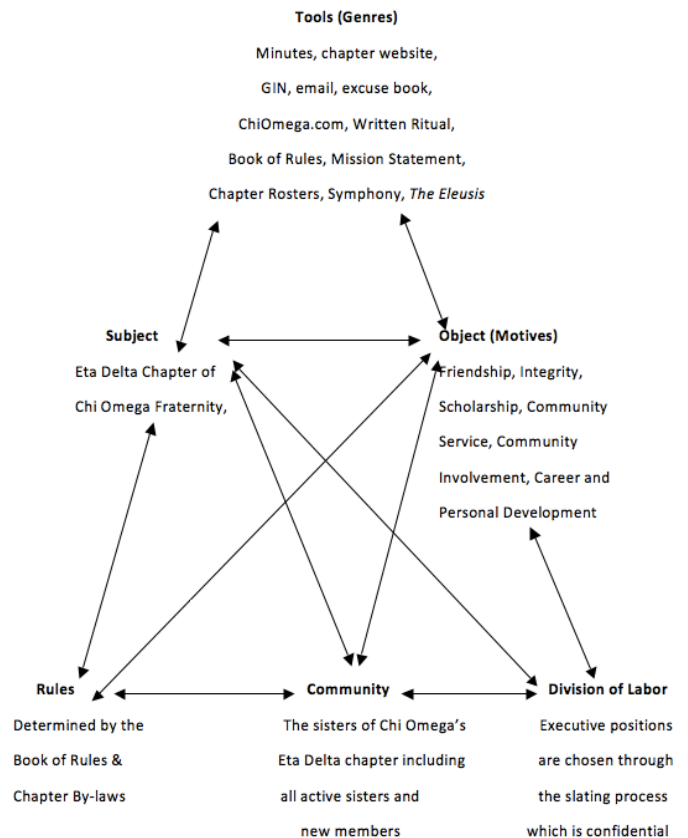 Tools (Genres)
Minutes, chapter website,
GIN, email, excuse book,
ChiOmega.com, Written Ritual,
Book of Rules, Mission Statement,
Chapter Rosters, Symphony, The Eleusis
Subject
Eta Delta Chapter of
Chi Omega Fraternity,
Object (Motives)
Friendship, Integrity,
Scholarship, Community
Service, Community
Involvement, Career and
Personal Development
Rules
Determined by the
Book of Rules &
Chapter By-laws
Community
The sisters of Chi Omega's
Eta Delta chapter including
all active sisters and
new members
Division of Labor
Executive positions
are chosen through
the slating process
which is confidential